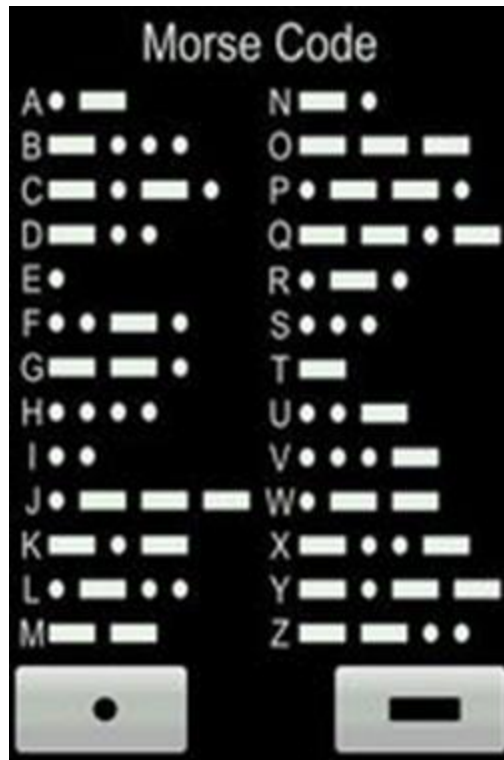 Morse Code
A • −
B − • • •
C − • − •
D − • •
E •
F • • − •
G − − •
H • • • •
I • •
J • − − −
K − • −
L • − • •
M − −
N − •
O − − −
P • − − •
Q − − • −
R • − •
S • • •
T −
U • • −
V • • • −
W • − −
X − • • −
Y − • − −
Z − − • •
• −